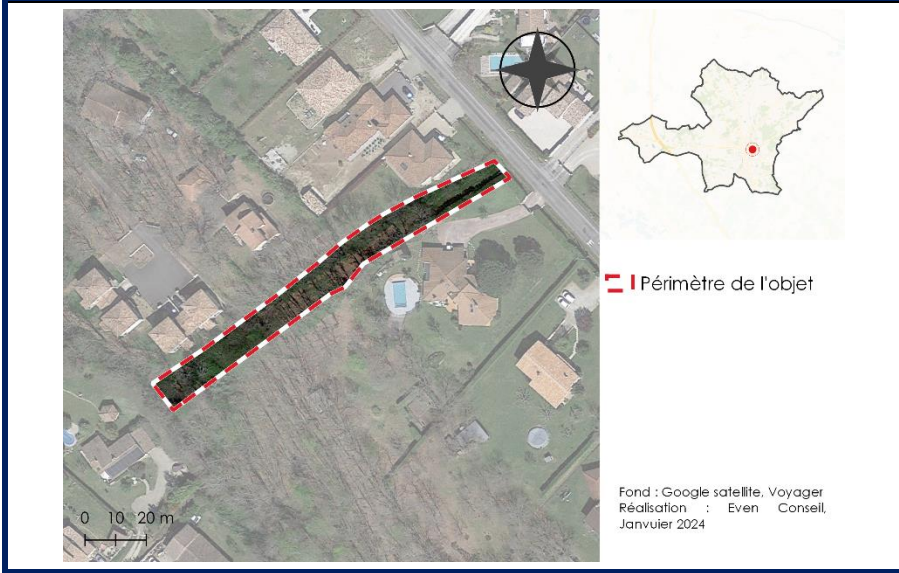 Périmètre de l'objet
Fond : Google satellite, Voyager
Réalisation : Even Conseil,
Janvuier 2024
0 10 20 m